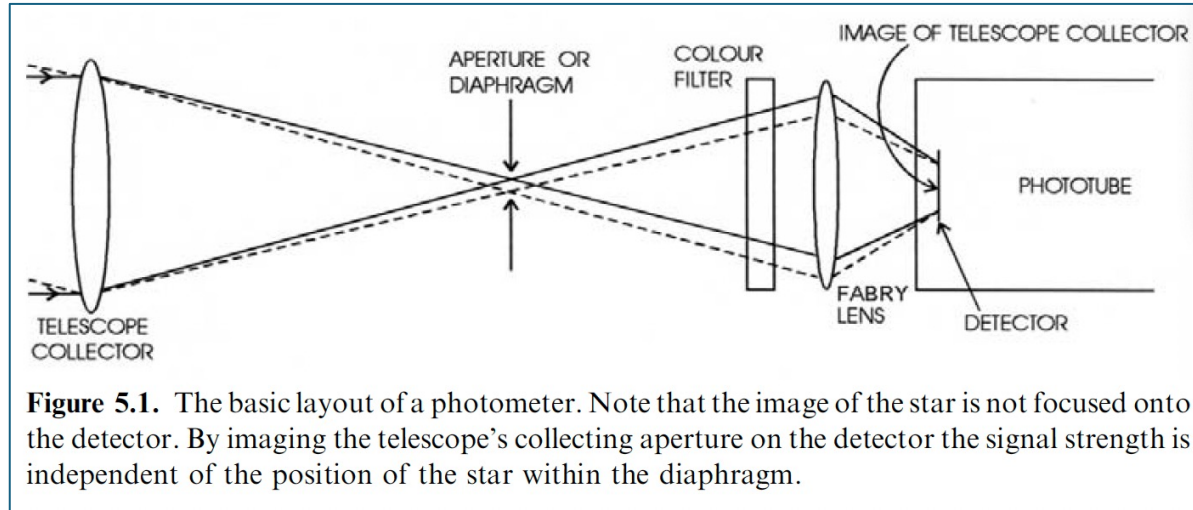 APERTURE OR
DIAPHRAGM
COLOUR
FILTER
IMAGE OF TELESCOPE COLLECTOR
PHOTOTUBE
TELESCOPE
COLLECTOR
FABRY
LENS
DETECTOR
Figure 5.1. The basic layout of a photometer. Note that the image of the star is not focused onto
the detector. By imaging the telescope's collecting aperture on the detector the signal strength is
independent of the position of the star within the diaphragm.